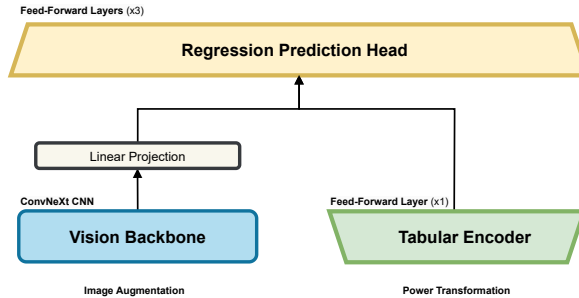 Feed-Forward Layers (x3)
Regression Prediction Head
Linear Projection
ConvNeXt CNN
Feed-Forward Layer (x1)
Vision Backbone
Tabular Encoder
Image Augmentation
Power Transformation